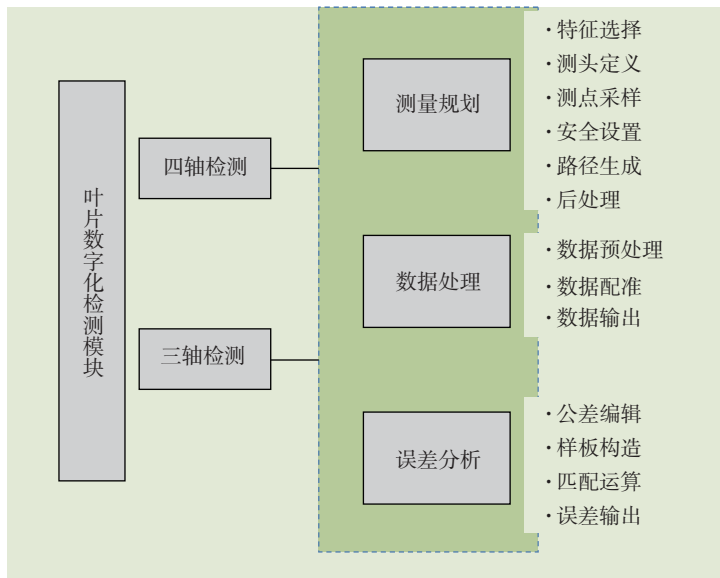 叶片数字化检测模块
四轴检测
三轴检测
测量规划
·特征选择
·测头定义
·测点采样
·安全设置
·路径生成
·后处理
数据处理
·数据预处理
·数据配准
·数据输出
误差分析
·公差编辑
·样板构造
·匹配运算
·误差输出